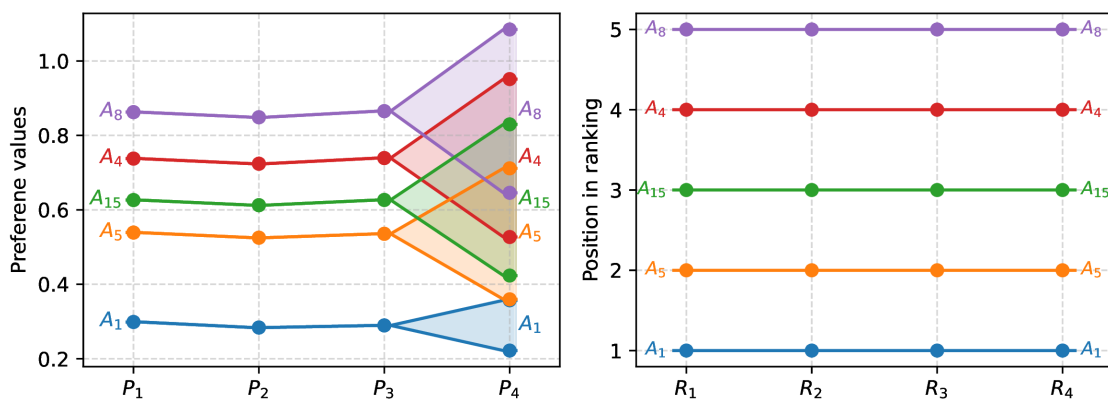 Preferene values
1.0
0.8
0.6
0.4
0.2
A8
A4
A15
A5
A1
A8
A4
A15
A5
A1
P1
P2
P3
P4
Position in ranking
5
4
3
2
1
A8
A4
A15
A5
A1
A8
A4
A15
A5
A1
R1
R2
R3
R4